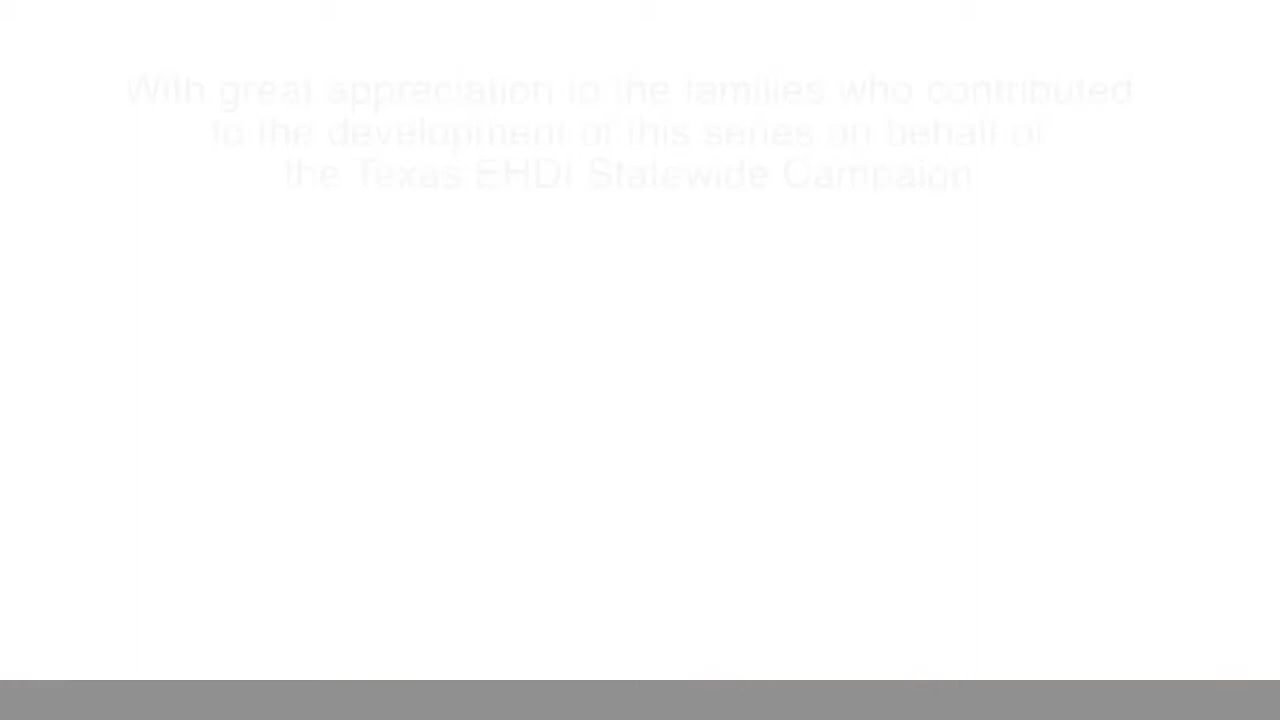 With great appreciation to the families who contributed
to the development of this series on behalf of
the Texas EHDI Statewide Campaign